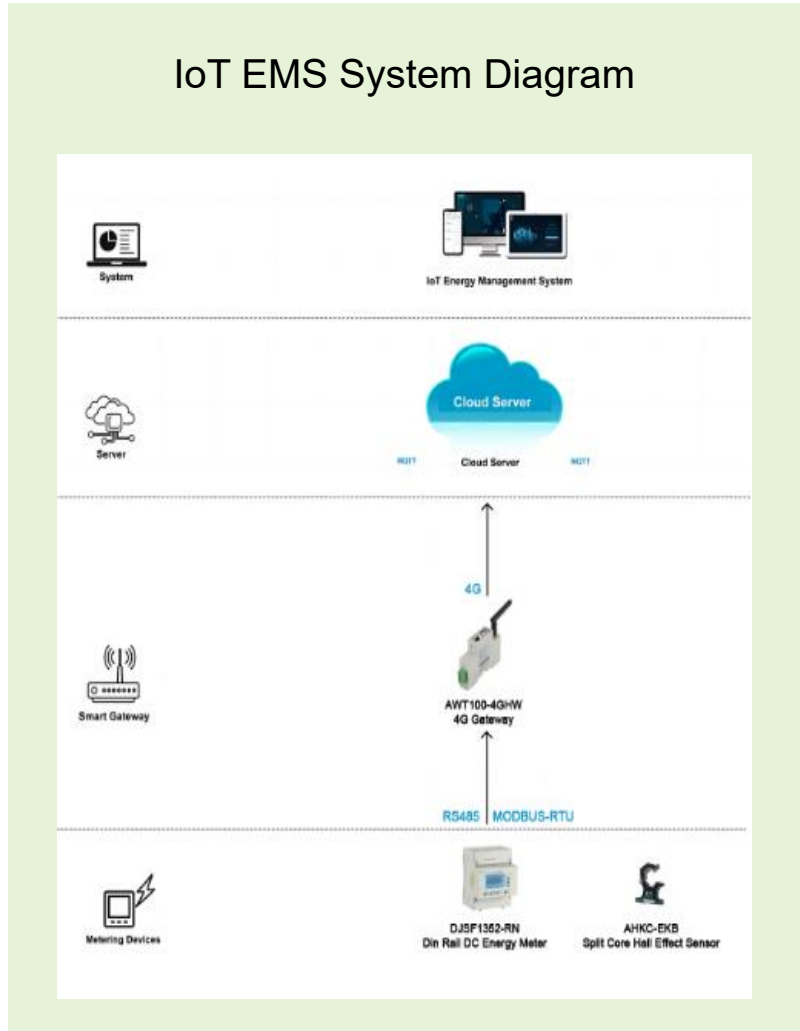 IoT EMS System Diagram
System
IoT Energy Management System
Cloud Server
Server
MQTT
Cloud Server
MQTT
4G
Smart Gateway
AWT100-4GHW
4G Gateway
RS485
MODBUS-RTU
Metering Devices
DJSF1352-RN
Din Rail DC Energy Meter
AHKC-EKB
Split Core Hall Effect Sensor